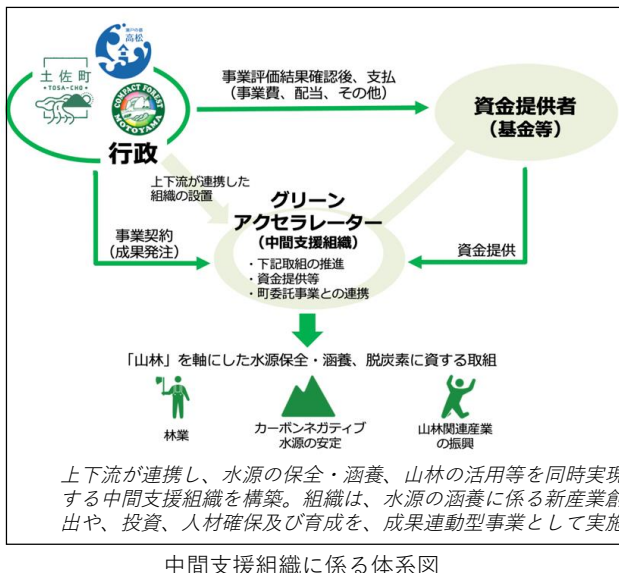 瀬戸の都
高松
土佐町
•TOSA-CHO•
COMPACT FOREST
MOTOYAMA
行政
事業評価結果確認後、支払
（事業費、配当、その他）
資金提供者
（基金等）
上下流が連携した
組織の設置
グリーン
アクセラレーター
（中間支援組織）
・下記取組の推進
・資金提供等
・町委託事業との連携
事業契約
（成果発注）
資金提供
「山林」を軸にした水源保全・涵養、脱炭素に資する取組
林業
カーボンネガティブ
水源の安定
山林関連産業
の振興
上下流が連携し、水源の保全・涵養、山林の活用等を同時実現
する中間支援組織を構築。組織は、水源の涵養に係る新産業創
出や、投資、人材確保及び育成を、成果連動型事業として実施
中間支援組織に係る体系図